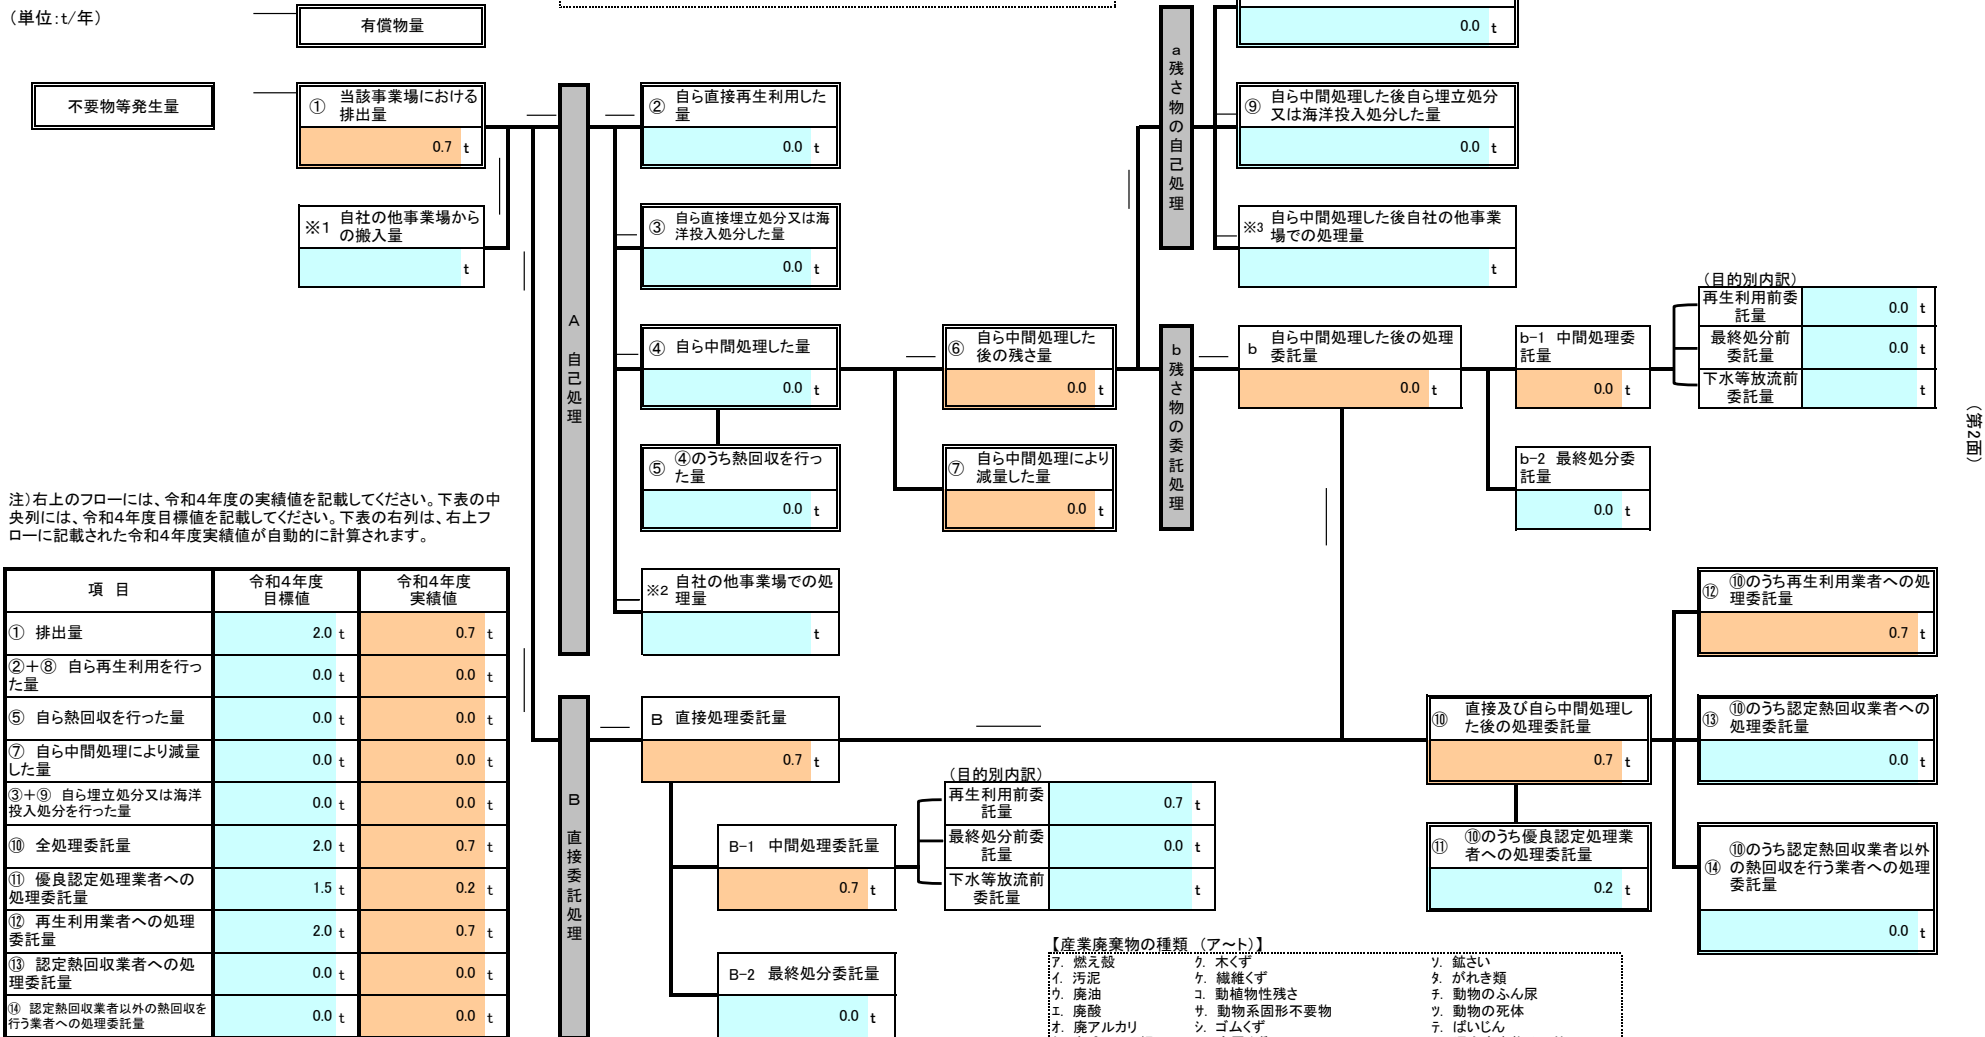 （単位：t/年）
有償物量
0.0 t
不要物等発生量
① 当該事業場における
排出量
0.7 t
※1 自社の他事業場から
の搬入量
t
A 自己処理
② 自ら直接再生利用した
量
0.0 t
③ 自ら直接埋立処分又は海
洋投入処分した量
0.0 t
④ 自ら中間処理した量
0.0 t
⑤ ④のうち熱回収を行っ
た量
0.0 t
※2 自社の他事業場での処
理量
t
⑥ 自ら中間処理した
後の残さ量
0.0 t
⑦ 自ら中間処理により
減量した量
0.0 t
a 残さ物の自己処理
⑨ 自ら中間処理した後自ら埋立処分
又は海洋投入処分した量
0.0 t
※3 自ら中間処理した後自社の他事業
場での処理量
t
b 残さ物の委託処理
b 自ら中間処理した後の処理
委託量
0.0 t
b-1 中間処理委
託量
0.0 t
b-2 最終処分委
託量
0.0 t
（目的別内訳）
再生利用前委
託量
0.0 t
最終処分前
委託量
0.0 t
下水等放流前
委託量
t
（第2面）
注）右上のフローには、令和4年度の実績値を記載してください。下表の中
央列には、令和4年度目標値を記載してください。下表の右列は、右上フ
ローに記載された令和4年度実績値が自動的に計算されます。
項 目 令和4年度
目標値 令和4年度
実績値
① 排出量 2.0 t 0.7 t
②＋⑧ 自ら再生利用を行っ
た量 0.0 t 0.0 t
⑤ 自ら熱回収を行った量 0.0 t 0.0 t
⑦ 自ら中間処理により減量
した量 0.0 t 0.0 t
③＋⑨ 自ら埋立処分又は海洋
投入処分を行った量 0.0 t 0.0 t
⑩ 全処理委託量 2.0 t 0.7 t
⑪ 優良認定処理業者への
処理委託量 1.5 t 0.2 t
⑫ 再生利用業者への処理
委託量 2.0 t 0.7 t
⑬ 認定熱回収業者への処
理委託量 0.0 t 0.0 t
⑭ 認定熱回収業者以外の熱回収を
行う業者への処理委託量 0.0 t 0.0 t
B 直接委託処理
B 直接処理委託量
0.7 t
B-1 中間処理委託量
0.7 t
B-2 最終処分委託量
0.0 t
（目的別内訳）
再生利用前委
託量
0.7 t
最終処分前委
託量
0.0 t
下水等放流前
委託量
t
⑩ 直接及び自ら中間処理し
た後の処理委託量
0.7 t
⑪ ⑩のうち優良認定処理業
者への処理委託量
0.2 t
⑫ ⑩のうち再生利用業者への処
理委託量
0.7 t
⑬ ⑩のうち認定熱回収業者への
処理委託量
0.0 t
⑭ ⑩のうち認定熱回収業者以外
の熱回収を行う業者への処理
委託量
0.0 t
【産業廃棄物の種類 （ア～ト）】
ア. 燃え殻 ク. 木くず ソ. 鉱さい
イ. 汚泥 ケ. 繊維くず タ. がれき類
ウ. 廃油 コ. 動植物性残さ チ. 動物のふん尿
エ. 廃酸 サ. 動物系固形不要物 ツ. 動物の死体
オ. 廃アルカリ シ. ゴムくず テ. ばいじん